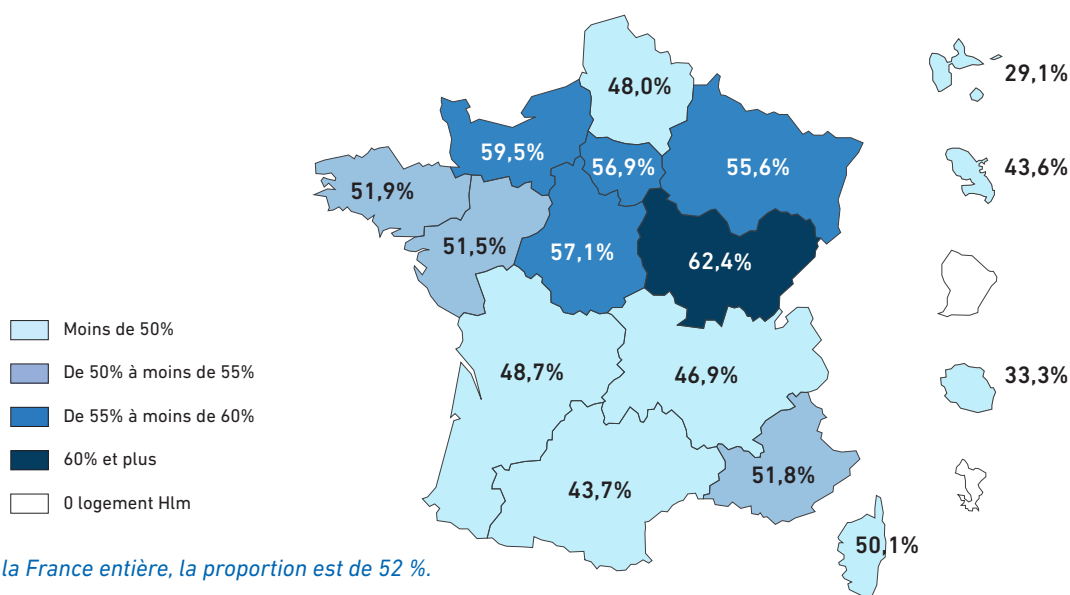 48,0%
29,1%
59,5%
56,9%
55,6%
43,6%
51,9%
51,5%
57,1%
62,4%
Moins de 50%
De 50% à moins de 55%
De 55% à moins de 60%
60% et plus
0 logement Hlm
48,7%
46,9%
33,3%
43,7%
51,8%
50,1%
la France entière, la proportion est de 52 %.